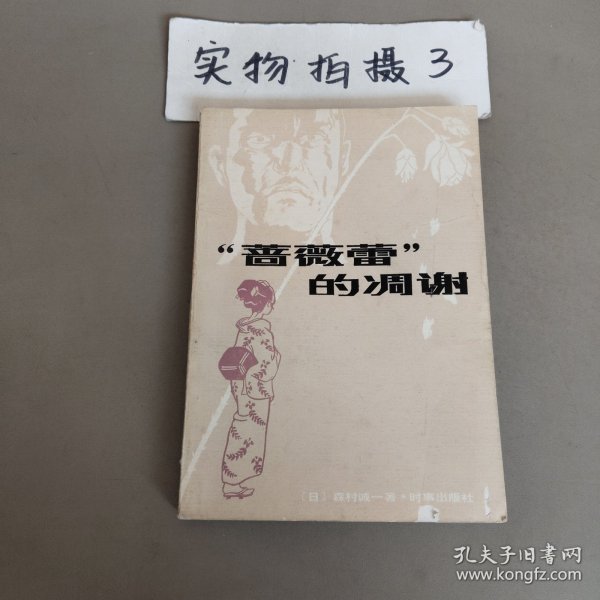 实物拍摄3
“蔷薇蕾”
的凋谢
〔日〕森村诚一著·时事出版社
孔夫子旧书网
www.kongfz.com